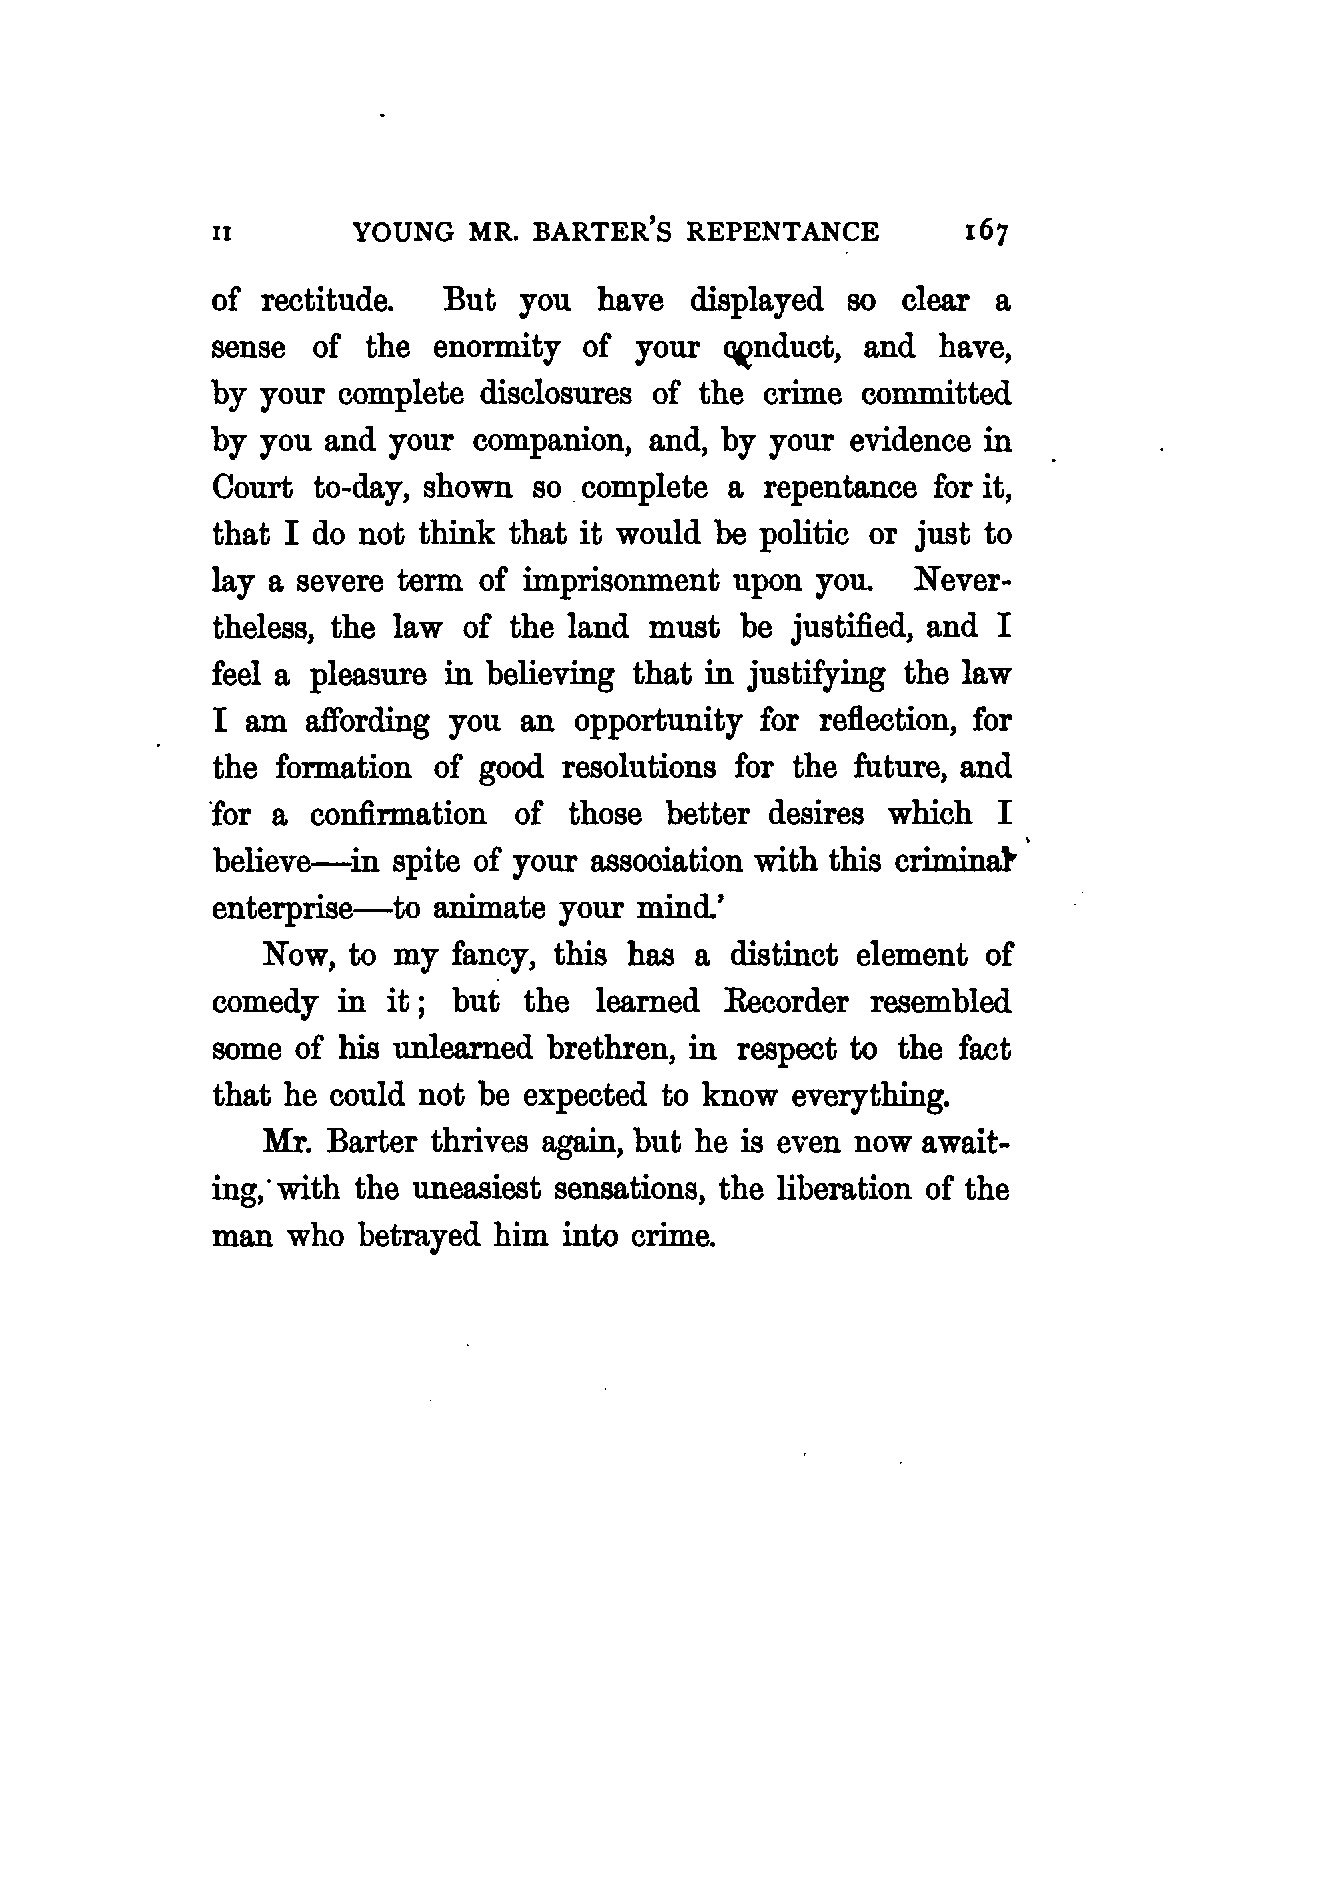 II YOUNG MR. BARTER'S REPENTANCE 167
of rectitude. But you have displayed so clear a
sense of the enormity of your conduct, and have,
by your complete disclosures of the crime committed
by you and your companion, and, by your evidence in
Court to-day, shown so complete a repentance for it,
that I do not think that it would be politic or just to
lay a severe term of imprisonment upon you. Never-
theless, the law of the land must be justified, and I
feel a pleasure in believing that in justifying the law
I am affording you an opportunity for reflection, for
the formation of good resolutions for the future, and
for a confirmation of those better desires which I
believe—in spite of your association with this criminal
enterprise—to animate your mind.'
Now, to my fancy, this has a distinct element of
comedy in it; but the learned Recorder resembled
some of his unlearned brethren, in respect to the fact
that he could not be expected to know everything.
Mr. Barter thrives again, but he is even now await-
ing, with the uneasiest sensations, the liberation of the
man who betrayed him into crime.